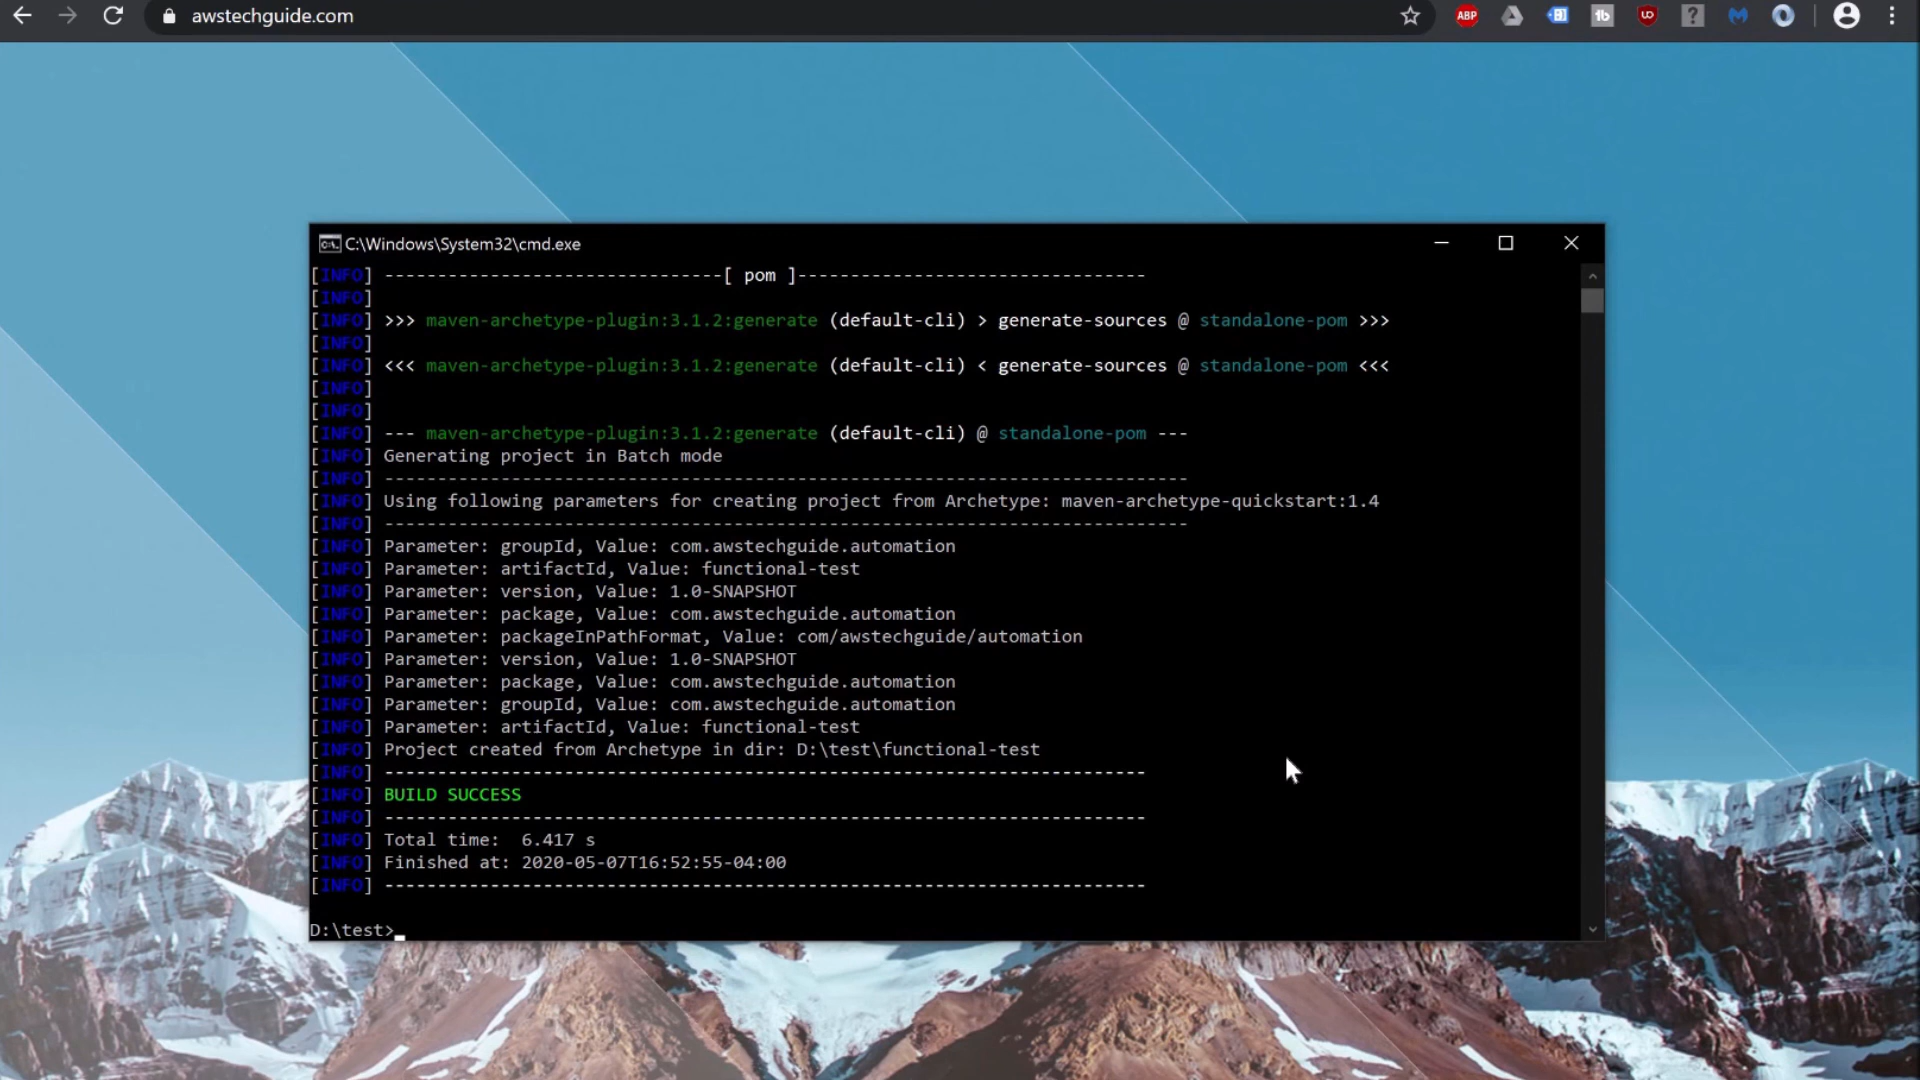 awstechguide.com
ABP
C:\Windows\System32\cmd.exe
[INFO] --------------------------------[ pom ]---------------------------------
[INFO]
[INFO] >>> maven-archetype-plugin:3.1.2:generate (default-cli) > generate-sources @ standalone-pom >>>
[INFO]
[INFO] <<< maven-archetype-plugin:3.1.2:generate (default-cli) < generate-sources @ standalone-pom <<<
[INFO]
[INFO]
[INFO] --- maven-archetype-plugin:3.1.2:generate (default-cli) @ standalone-pom ---
[INFO] Generating project in Batch mode
[INFO] ----------------------------------------------------------------------------
[INFO] Using following parameters for creating project from Archetype: maven-archetype-quickstart:1.4
[INFO] ----------------------------------------------------------------------------
[INFO] Parameter: groupId, Value: com.awstechguide.automation
[INFO] Parameter: artifactId, Value: functional-test
[INFO] Parameter: version, Value: 1.0-SNAPSHOT
[INFO] Parameter: package, Value: com.awstechguide.automation
[INFO] Parameter: packageInPathFormat, Value: com/awstechguide/automation
[INFO] Parameter: version, Value: 1.0-SNAPSHOT
[INFO] Parameter: package, Value: com.awstechguide.automation
[INFO] Parameter: groupId, Value: com.awstechguide.automation
[INFO] Parameter: artifactId, Value: functional-test
[INFO] Project created from Archetype in dir: D:\test\functional-test
[INFO] ------------------------------------------------------------------------
[INFO] BUILD SUCCESS
[INFO] ------------------------------------------------------------------------
[INFO] Total time:  6.417 s
[INFO] Finished at: 2020-05-07T16:52:55-04:00
[INFO] ------------------------------------------------------------------------
D:\test>